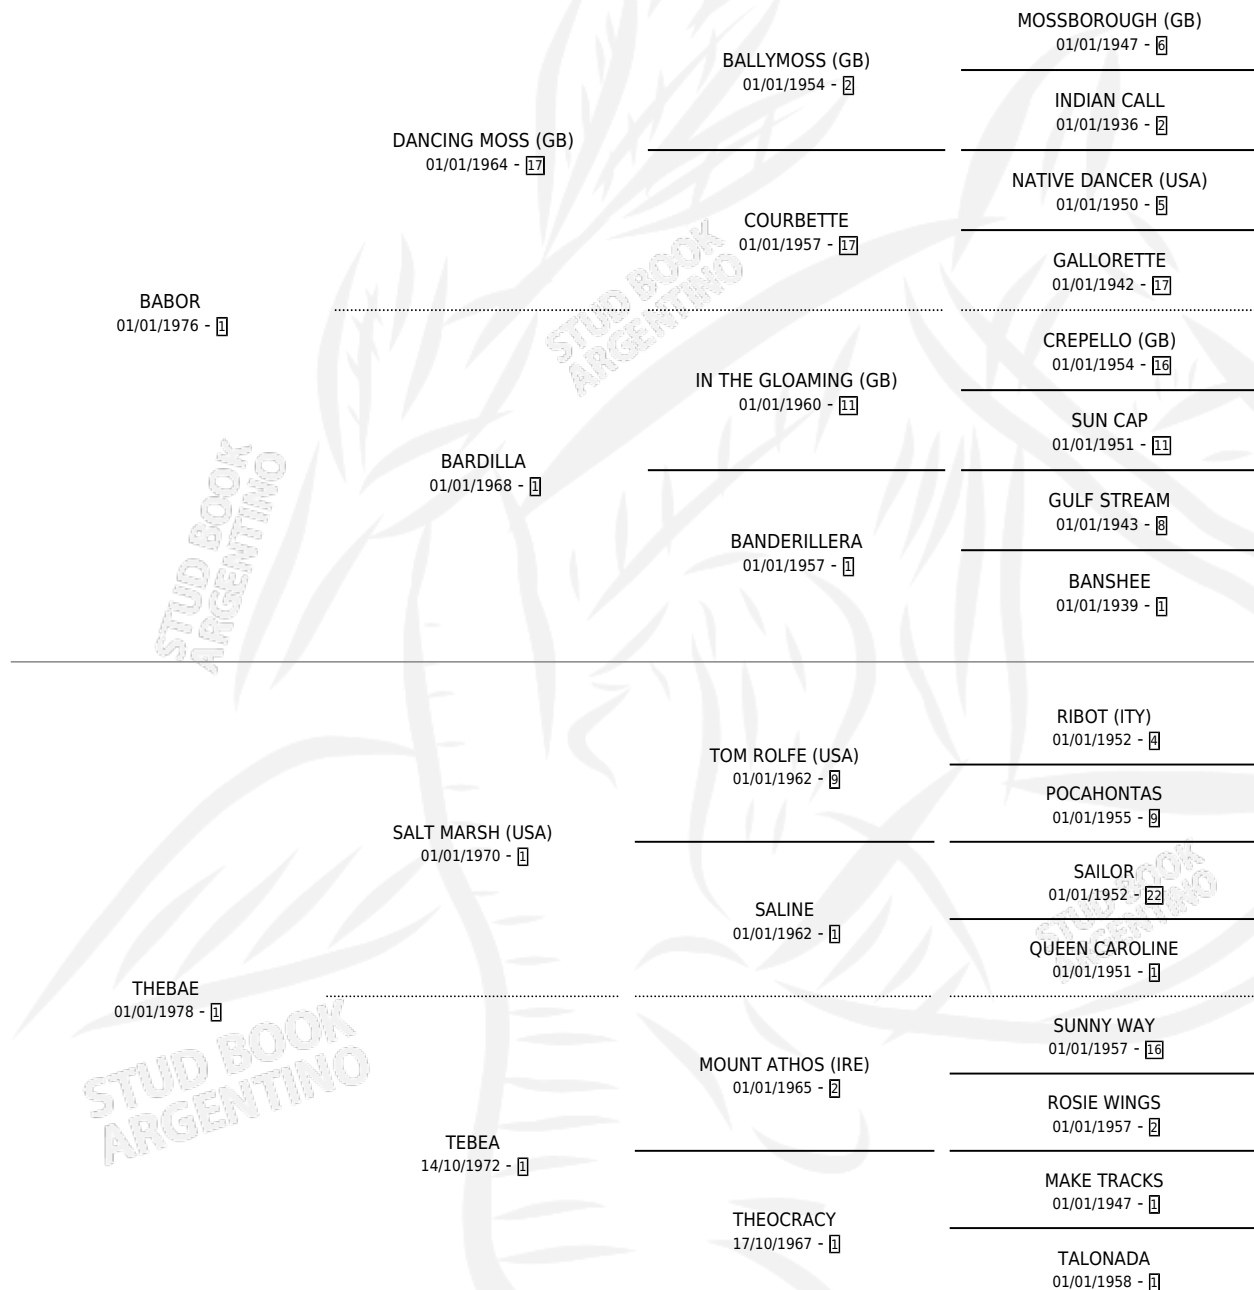 MOSSBOROUGH (GB)
01/01/1947 - 6
BALLYMOSS (GB)
01/01/1954 - 2
INDIAN CALL
01/01/1936 - 2
DANCING MOSS (GB)
01/01/1964 - 17
NATIVE DANCER (USA)
01/01/1950 - 5
COURBETTE
01/01/1957 - 17
GALLORETTE
01/01/1942 - 17
BABOR
01/01/1976 - 1
STUD BOOK
ARGENTINO
CREPELLO (GB)
01/01/1954 - 16
IN THE GLOAMING (GB)
01/01/1960 - 11
SUN CAP
01/01/1951 - 11
BARDILLA
01/01/1968 - 1
GULF STREAM
01/01/1943 - 8
BANDERILLERA
01/01/1957 - 1
BANSHEE
01/01/1939 - 1
STUD BOOK
ARGENTINO
RIBOT (ITY)
01/01/1952 - 4
TOM ROLFE (USA)
01/01/1962 - 9
POCAHONTAS
01/01/1955 - 9
SALT MARSH (USA)
01/01/1970 - 1
SAILOR
01/01/1952 - 22
SALINE
01/01/1962 - 1
QUEEN CAROLINE
01/01/1951 - 1
STUD BOOK
ARGENTINO
THEBAE
01/01/1978 - 1
SUNNY WAY
01/01/1957 - 16
MOUNT ATHOS (IRE)
01/01/1965 - 2
ROSIE WINGS
01/01/1957 - 2
STUD BOOK
ARGENTINO
TEBEA
14/10/1972 - 1
MAKE TRACKS
01/01/1947 - 1
THEOCRACY
17/10/1967 - 1
TALONADA
01/01/1958 - 1